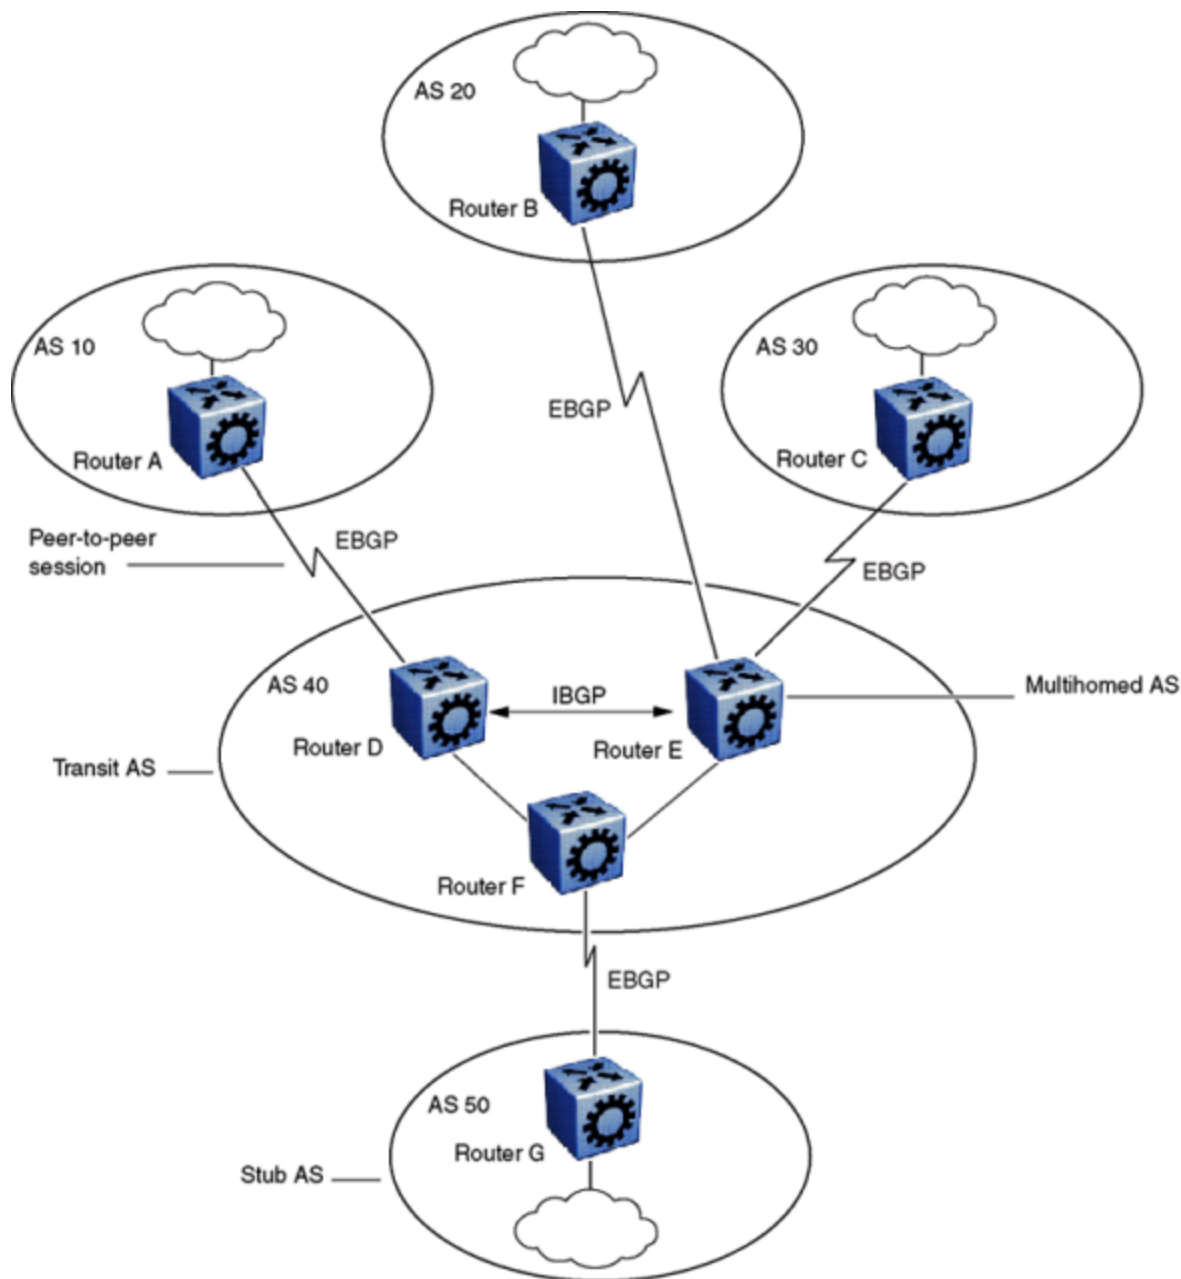 AS 20
Router B
AS 10
Router A
AS 30
Router C
EBGP
Peer-to-peer
session
EBGP
EBGP
AS 40
IBGP
Multihomed AS
Router D
Router E
Transit AS
Router F
EBGP
AS 50
Router G
Stub AS